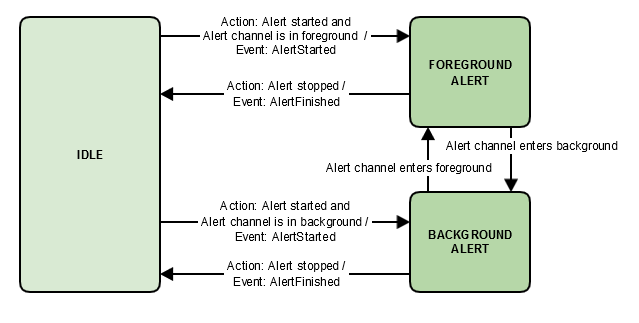 Action: Alert started and
Alert channel is in foreground /
Event: AlertStarted
FOREGROUND
ALERT
Action: Alert stopped /
Event: AlertFinished
IDLE
Alert channel enters background
Alert channel enters foreground
Action: Alert started and
Alert channel is in background /
Event: AlertStarted
BACKGROUND
ALERT
Action: Alert stopped /
Event: AlertFinished